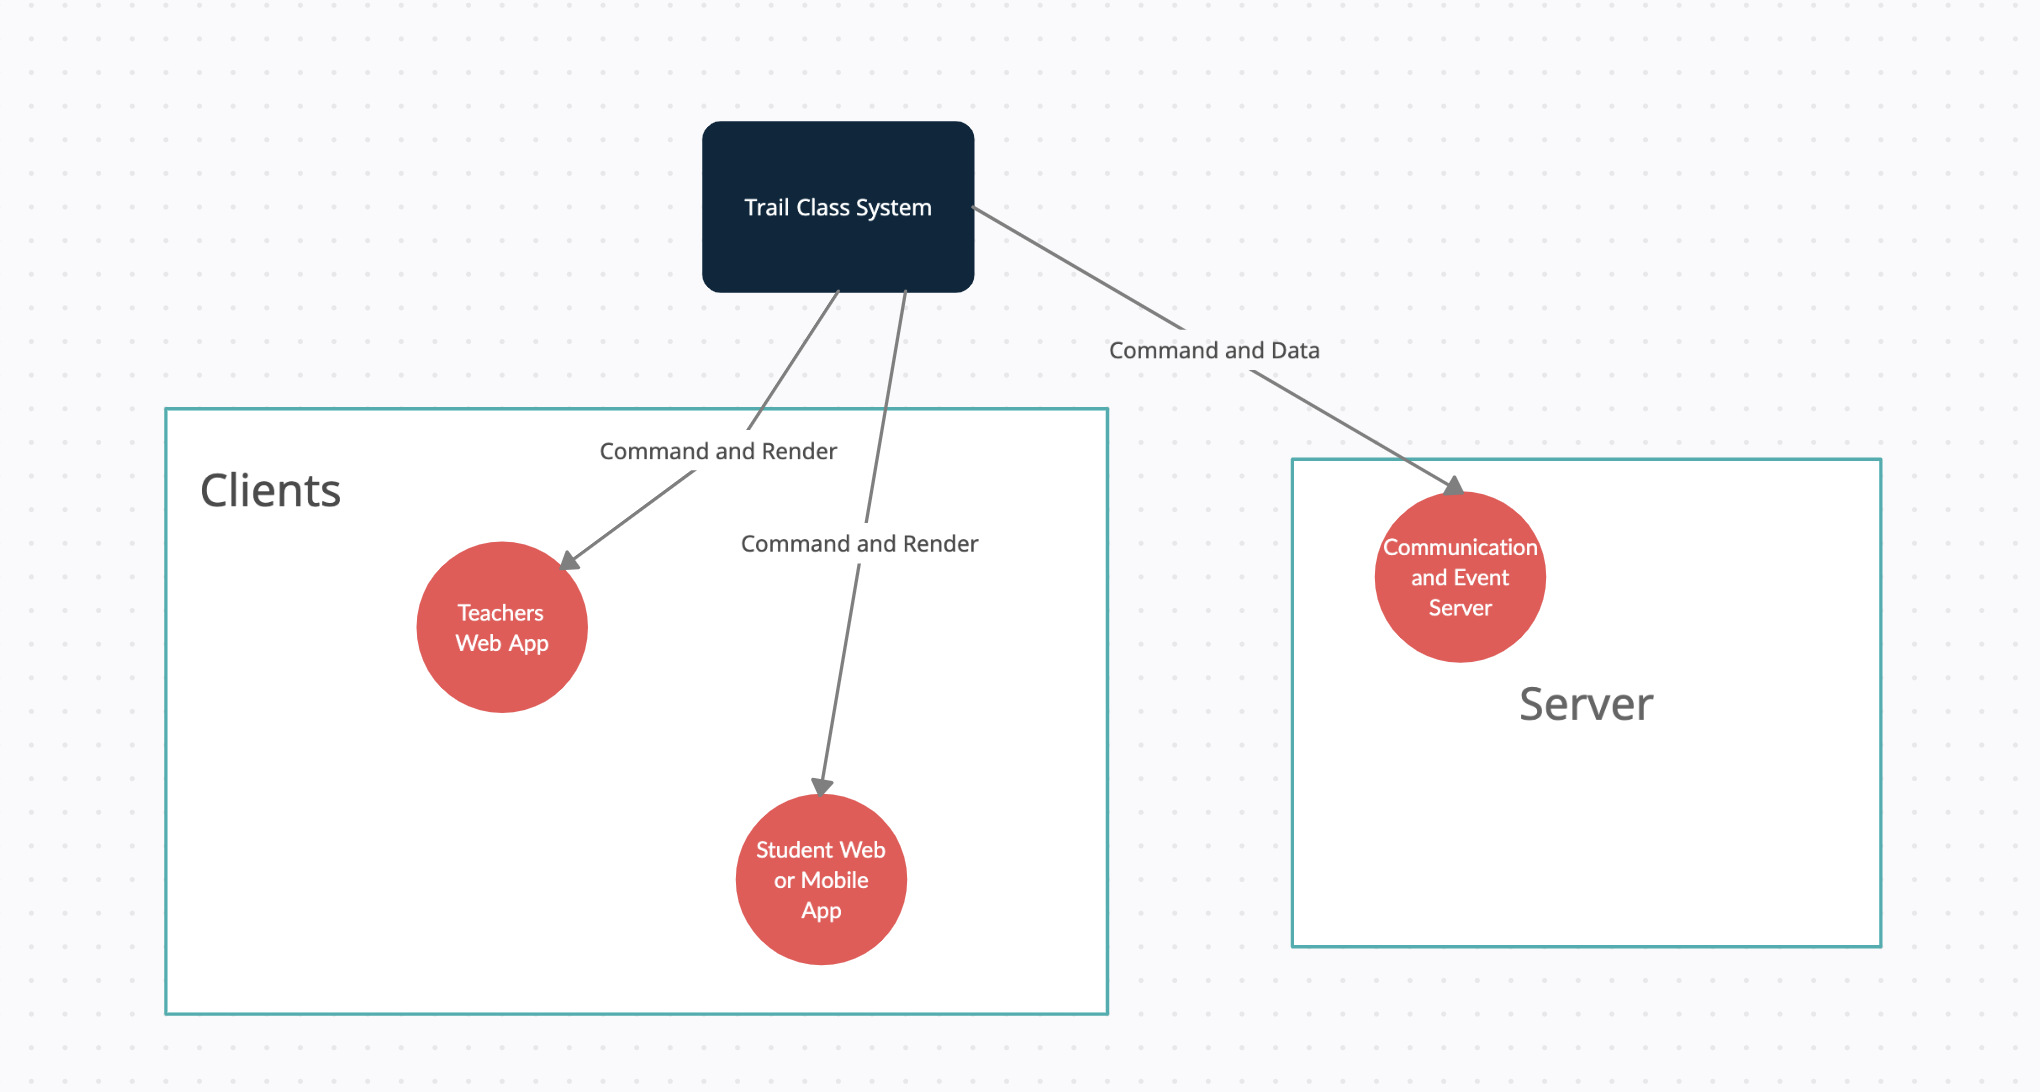 Trail Class System
Command and Data
Command and Render
Clients
Command and Render
Communication
and Event
Server
Teachers
Web App
Server
Student Web
or Mobile
App